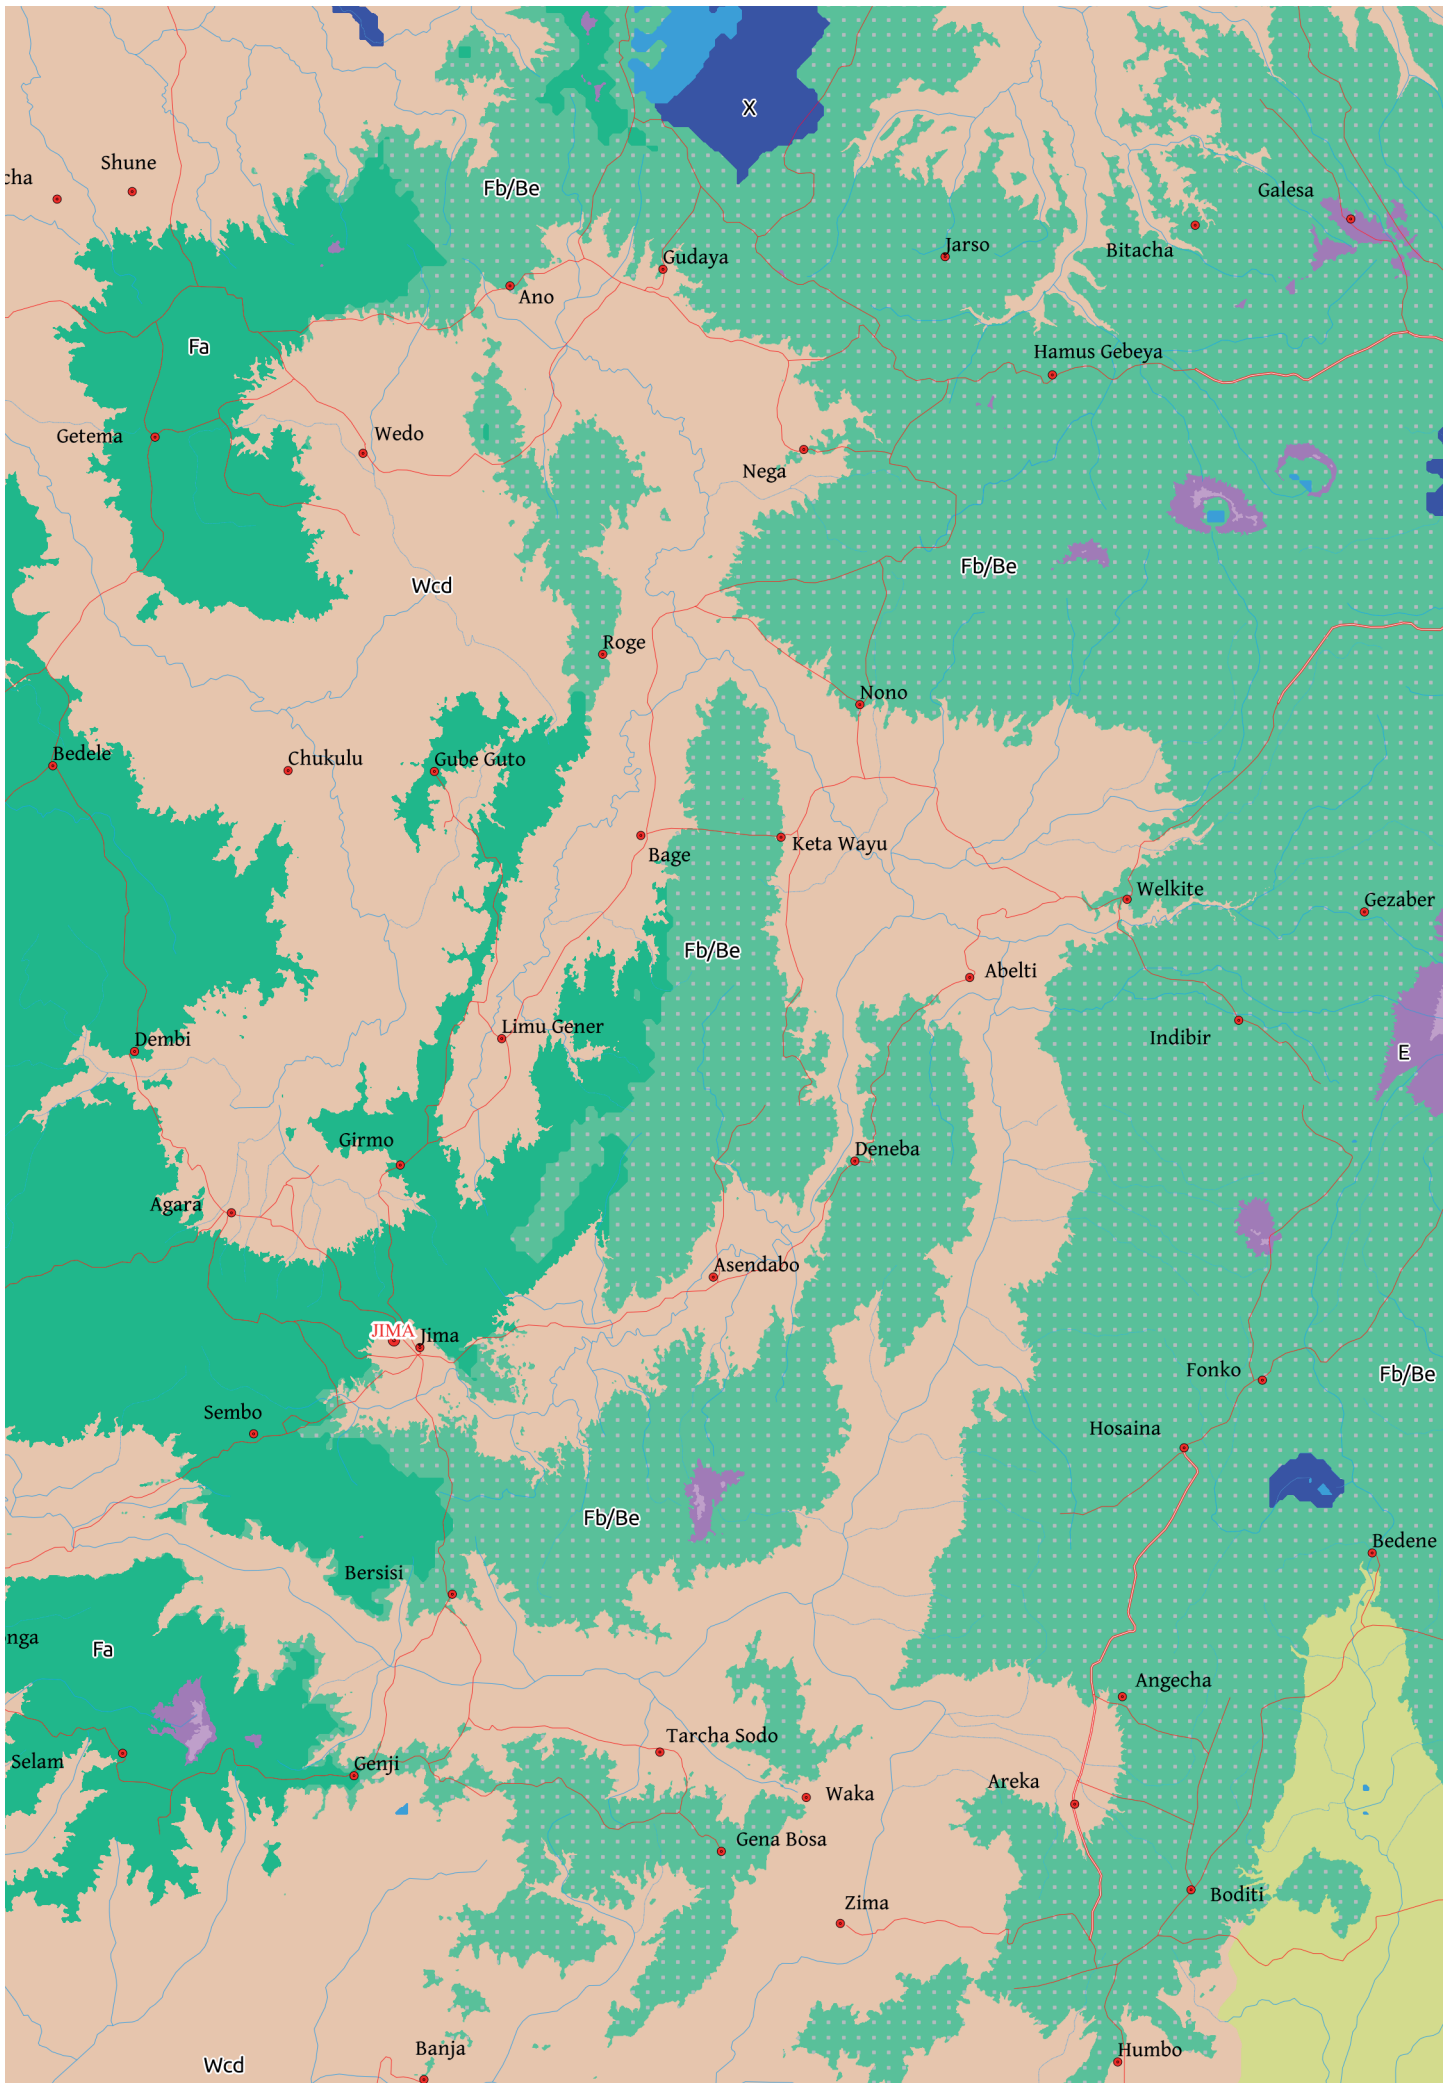 X
Shune
cha
Fb/Be
Galesa
Jarso
Bitacha
Gudaya
Ano
Fa
Hamus Gebeya
Getema
Wedo
Nega
Fb/Be
Wcd
Roge
Nono
Bedele
Chukulu
Gube Guto
Keta Wayu
Bage
Welkite
Gezaber
Fb/Be
Abelti
Limu Gener
Dembi
Indibir
E
Girmo
Deneba
Agara
Asendabo
JIMA
Jima
Fonko
Fb/Be
Sembo
Hosaina
Fb/Be
Bedene
Bersisi
nga
Fa
Angecha
Tarcha Sodo
Selam
Genji
Areka
Waka
Gena Bosa
Boditi
Zima
Banja
Humbo
Wcd